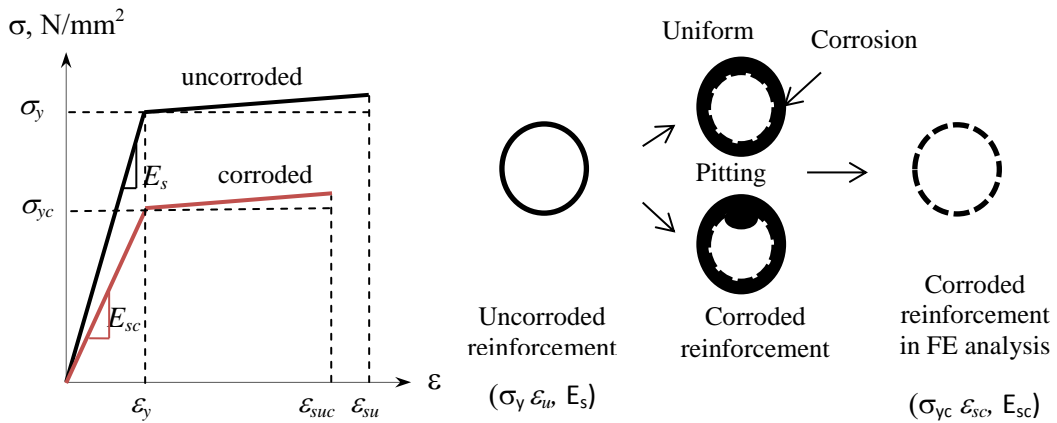 σ, N/mm²
uncorroded
σy
Es
corroded
σyc
Esc
ε
εy
εsuc
εsu
Uniform
Corrosion
Pitting
Uncorroded
reinforcement
(σy εu, Es)
Corroded
reinforcement
Corroded
reinforcement
in FE analysis
(σyc εsc, Esc)